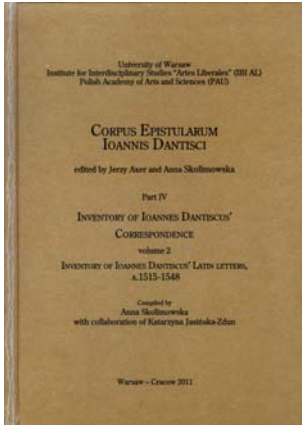 University of Warsaw
Institute for Interdisciplinary Studies "Artes Liberales" (IBI AL)
Polish Academy of Arts and Sciences (PAU)
CORPUS EPISTULARUM
IOANNIS DANTISCI
edited by Jerzy Axer and Anna Skolimowska
Part IV
INVENTORY OF IOANNES DANTISCUS'
CORRESPONDENCE
volume 2
INVENTORY OF IOANNES DANTISCUS' LATIN LETTERS,
A.1515-1548
Compiled by
Anna Skolimowska
with collaboration of Katarzyna Jasińska-Zdun
Warsaw – Cracow 2011